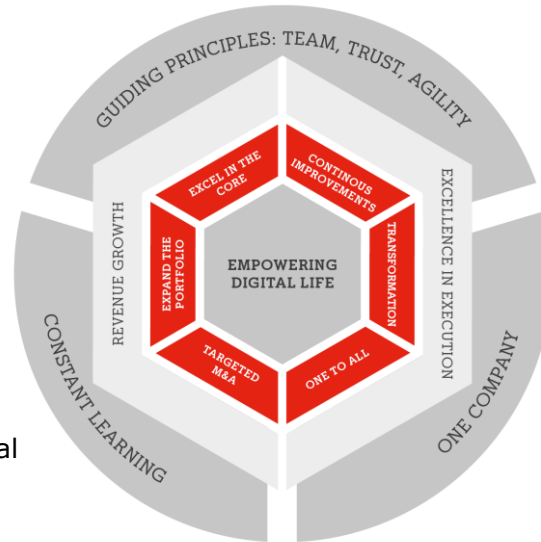 GUIDING PRINCIPLES: TEAM, TRUST, AGILITY
EXCEL IN THE
CORE
CONTINOUS
IMPROVEMENTS
REVENUE GROWTH
EXPAND THE
PORTFOLIO
EMPOWERING
DIGITAL LIFE
TRANSFORMATION
EXCELLENCE IN EXECUTION
TARGETED
M&A
ONE TO ALL
CONSTANT LEARNING
ONE COMPANY
al